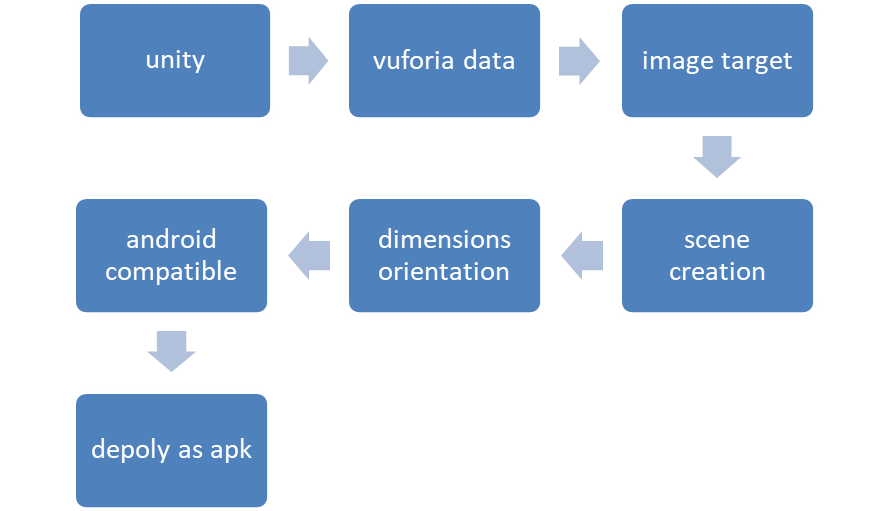 unity
vuforia data
image target
scene
creation
dimensions
orientation
android
compatible
depoly as apk